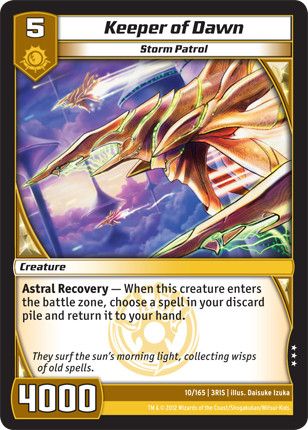 5
Keeper of Dawn
Storm Patrol
Creature
Astral Recovery — When this creature enters
the battle zone, choose a spell in your discard
pile and return it to your hand.
They surf the sun's morning light, collecting wisps
of old spells.
4000
10/165 | 3RIS | illus. Daisuke Izuka
TM & © 2012 Wizards of the Coast/Shogakukan/Mitsui-Kids